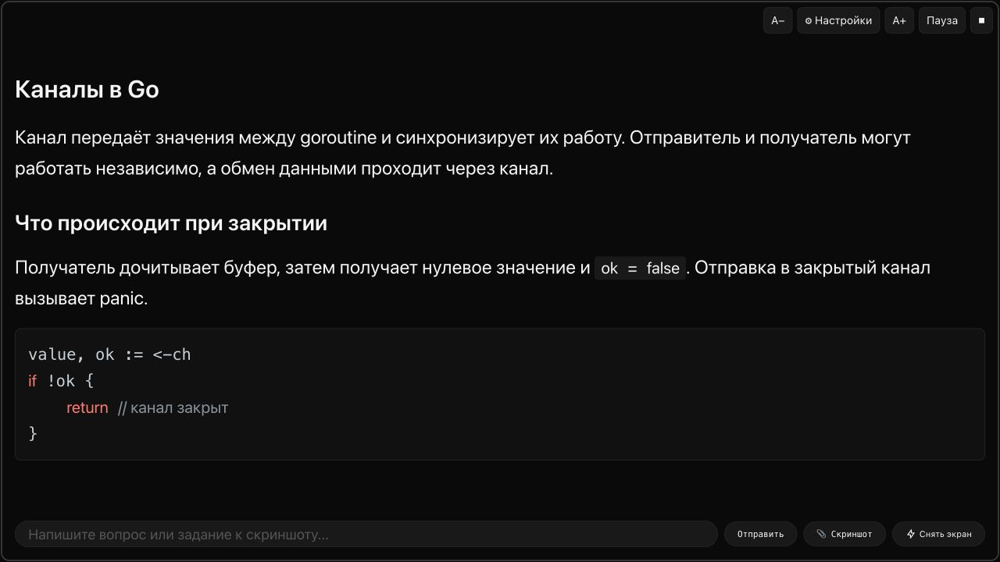 A−
⚙ Настройки
A+
Пауза
Каналы в Go
Канал передаёт значения между goroutine и синхронизирует их работу. Отправитель и получатель могут
работать независимо, а обмен данными проходит через канал.
Что происходит при закрытии
Получатель дочитывает буфер, затем получает нулевое значение и ok = false. Отправка в закрытый канал
вызывает panic.
value, ok := <-ch
if !ok {
    return // канал закрыт
}
Напишите вопрос или задание к скриншоту...
Отправить
Скриншот
Снять экран